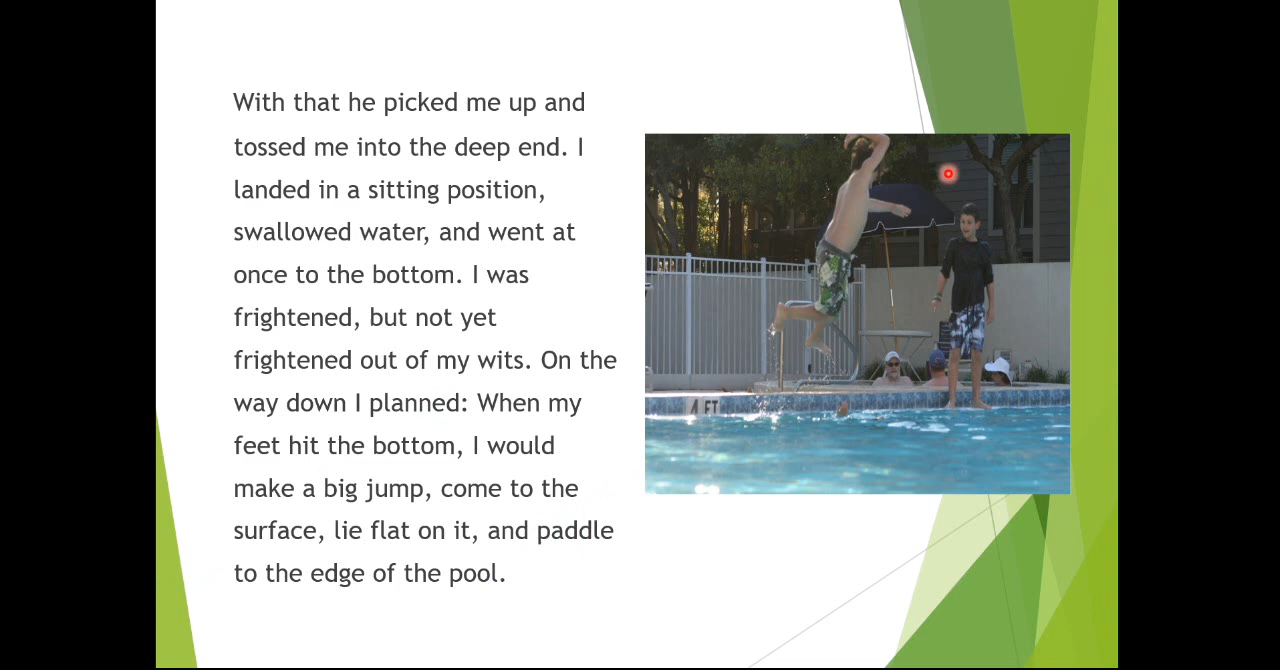 With that he picked me up and
tossed me into the deep end. I
landed in a sitting position,
swallowed water, and went at
once to the bottom. I was
frightened, but not yet
frightened out of my wits. On the
way down I planned: When my
feet hit the bottom, I would
make a big jump, come to the
surface, lie flat on it, and paddle
to the edge of the pool.
4 FT